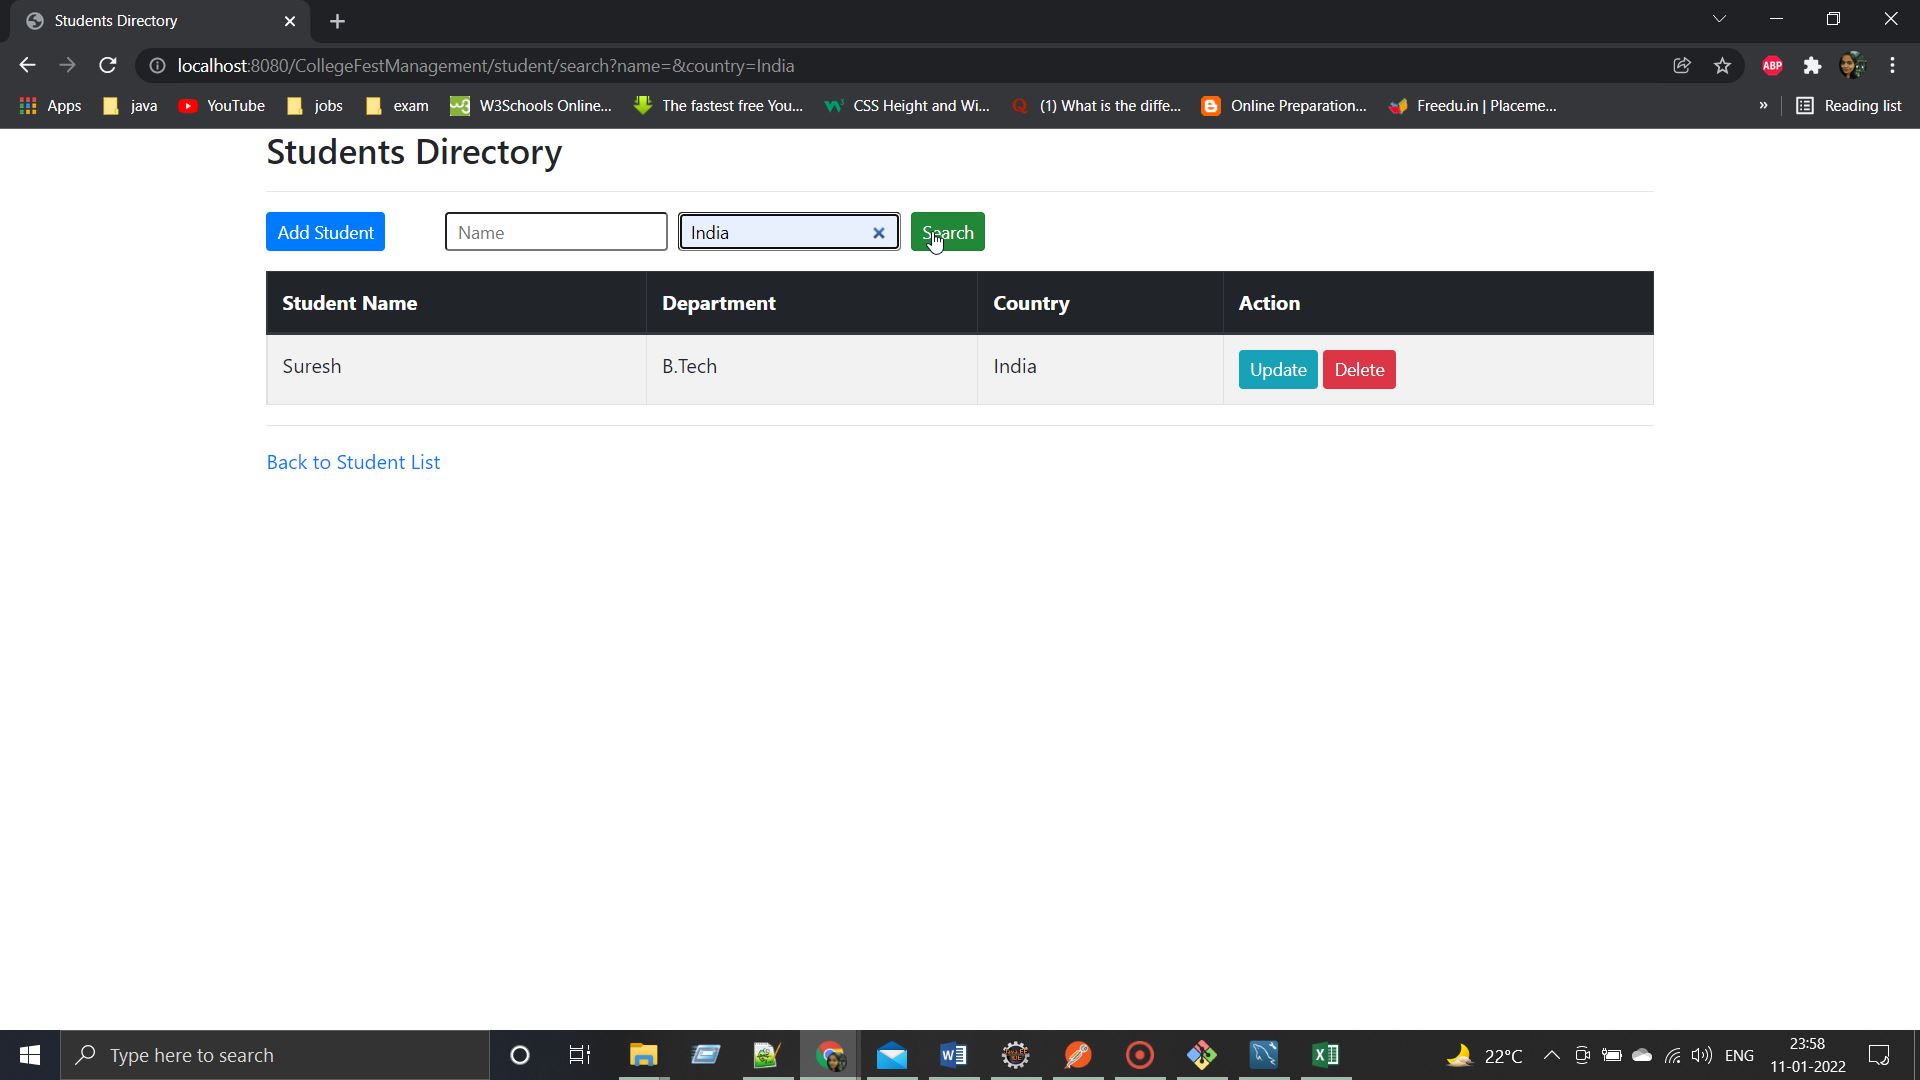 Students Directory
localhost:8080/CollegeFestManagement/student/search?name=&country=India
ABP
Apps java YouTube jobs exam W3Schools Online... The fastest free You... CSS Height and Wi... (1) What is the diffe... Online Preparation... Freedu.in | Placeme... » Reading list
Students Directory
Add Student Name India Search
Student Name Department Country Action
Suresh B.Tech India Update Delete
Back to Student List
Type here to search 22°C ENG 23:58
11-01-2022